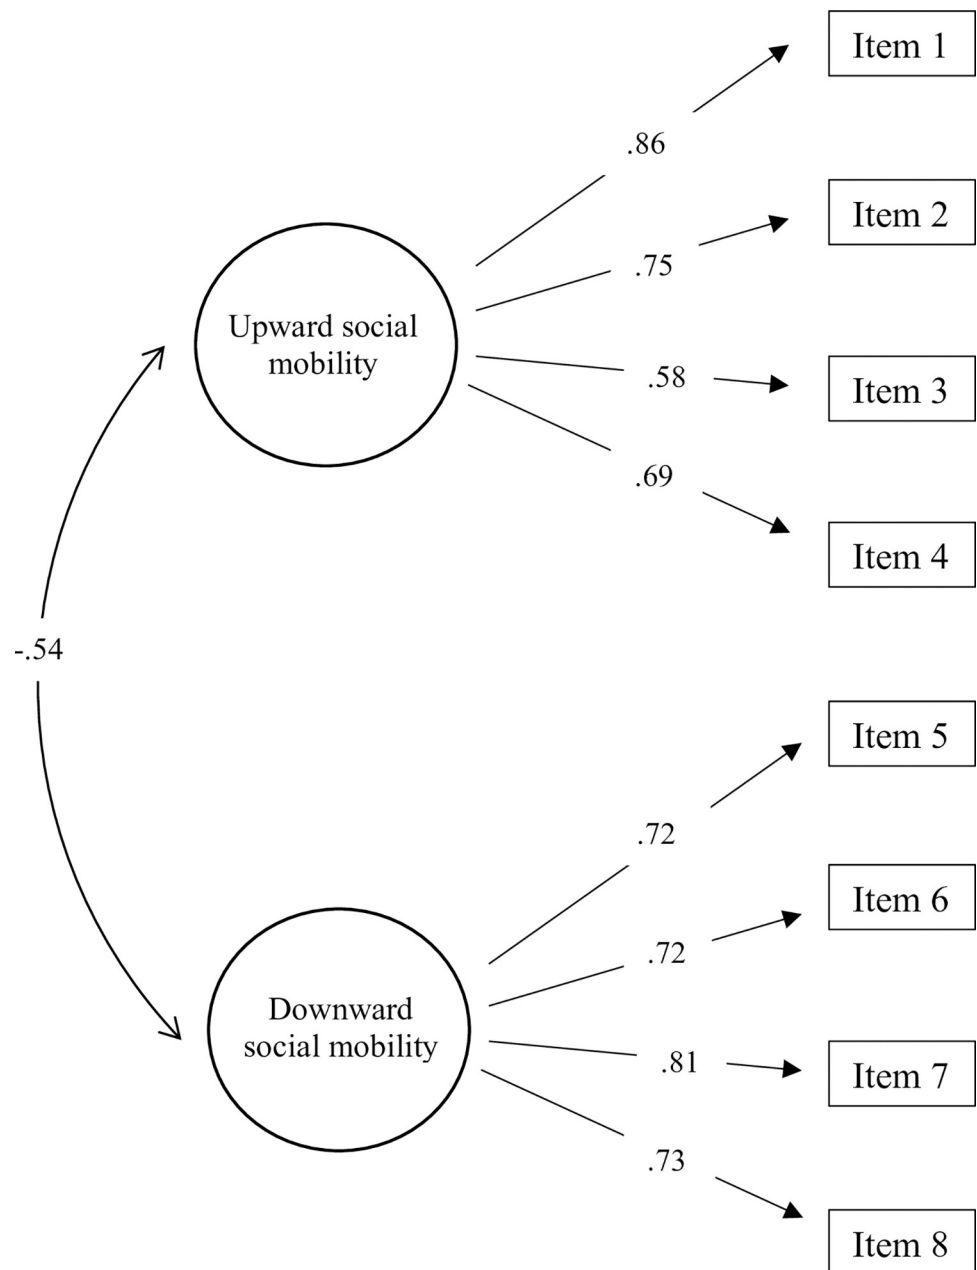 Item 1
.86
Item 2
.75
Upward social
mobility
.58
Item 3
.69
Item 4
-.54
Item 5
.72
Item 6
.72
Downward
social mobility
.81
Item 7
.73
Item 8